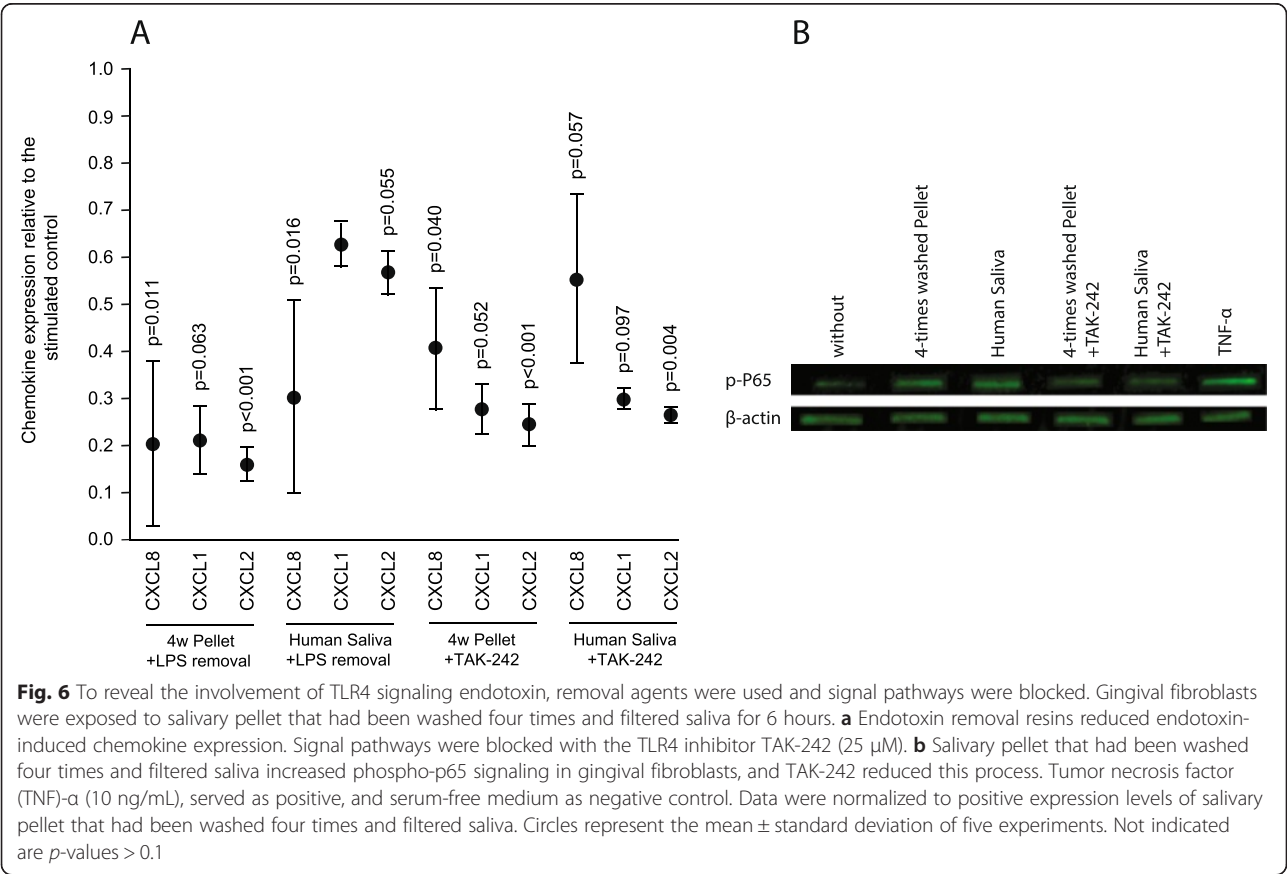 A
B
Chemokine expression relative to the
stimulated control
1.0
0.9
0.8
0.7
0.6
0.5
0.4
0.3
0.2
0.1
0.0
p=0.011
p=0.063
p<0.001
p=0.016
p=0.055
p=0.040
p=0.052
p<0.001
p=0.057
p=0.097
p=0.004
CXCL8
CXCL1
CXCL2
CXCL8
CXCL1
CXCL2
CXCL8
CXCL1
CXCL2
CXCL8
CXCL1
CXCL2
4w Pellet
+LPS removal
Human Saliva
+LPS removal
4w Pellet
+TAK-242
Human Saliva
+TAK-242
without
4-times washed Pellet
Human Saliva
4-times washed Pellet
+TAK-242
Human Saliva
+TAK-242
TNF-α
p-P65
β-actin
Fig. 6 To reveal the involvement of TLR4 signaling endotoxin, removal agents were used and signal pathways were blocked. Gingival fibroblasts
were exposed to salivary pellet that had been washed four times and filtered saliva for 6 hours. a Endotoxin removal resins reduced endotoxin-
induced chemokine expression. Signal pathways were blocked with the TLR4 inhibitor TAK-242 (25 μM). b Salivary pellet that had been washed
four times and filtered saliva increased phospho-p65 signaling in gingival fibroblasts, and TAK-242 reduced this process. Tumor necrosis factor
(TNF)-α (10 ng/mL), served as positive, and serum-free medium as negative control. Data were normalized to positive expression levels of salivary
pellet that had been washed four times and filtered saliva. Circles represent the mean ± standard deviation of five experiments. Not indicated
are p-values > 0.1